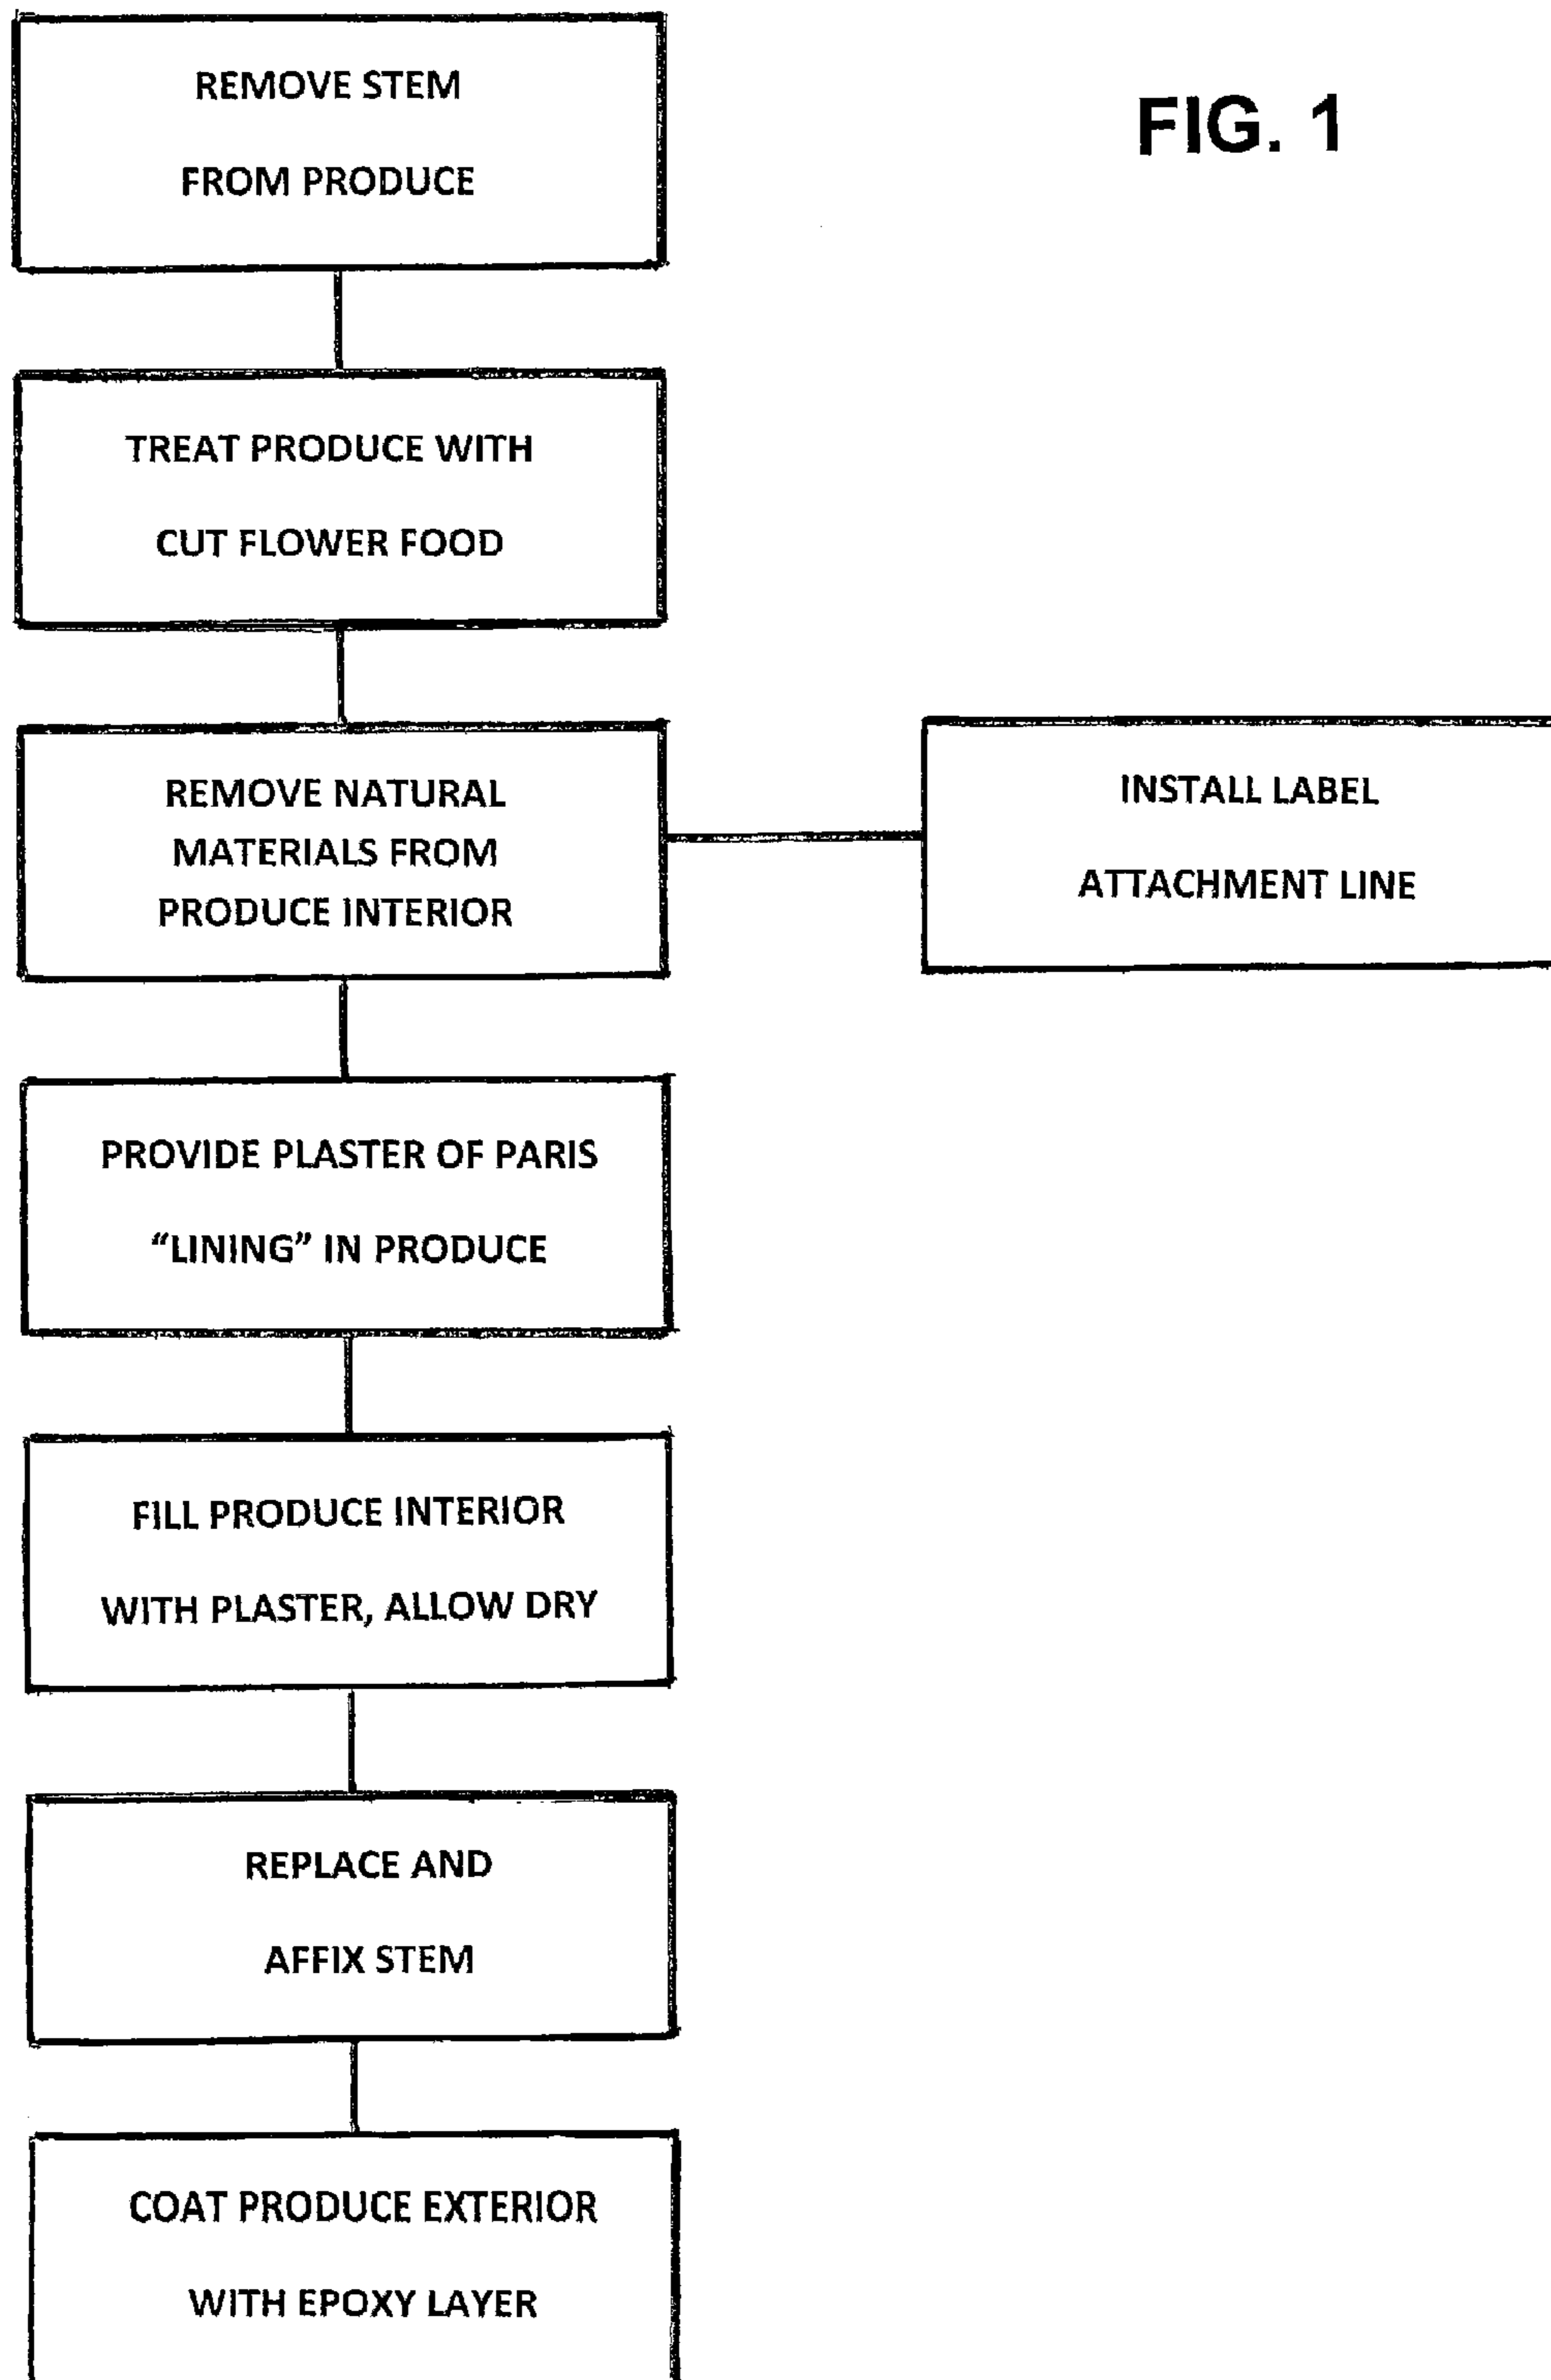 FIG. 1
REMOVE STEM
FROM PRODUCE
TREAT PRODUCE WITH
CUT FLOWER FOOD
REMOVE NATURAL
MATERIALS FROM
PRODUCE INTERIOR
INSTALL LABEL
ATTACHMENT LINE
PROVIDE PLASTER OF PARIS
“LINING” IN PRODUCE
FILL PRODUCE INTERIOR
WITH PLASTER, ALLOW DRY
REPLACE AND
AFFIX STEM
COAT PRODUCE EXTERIOR
WITH EPOXY LAYER